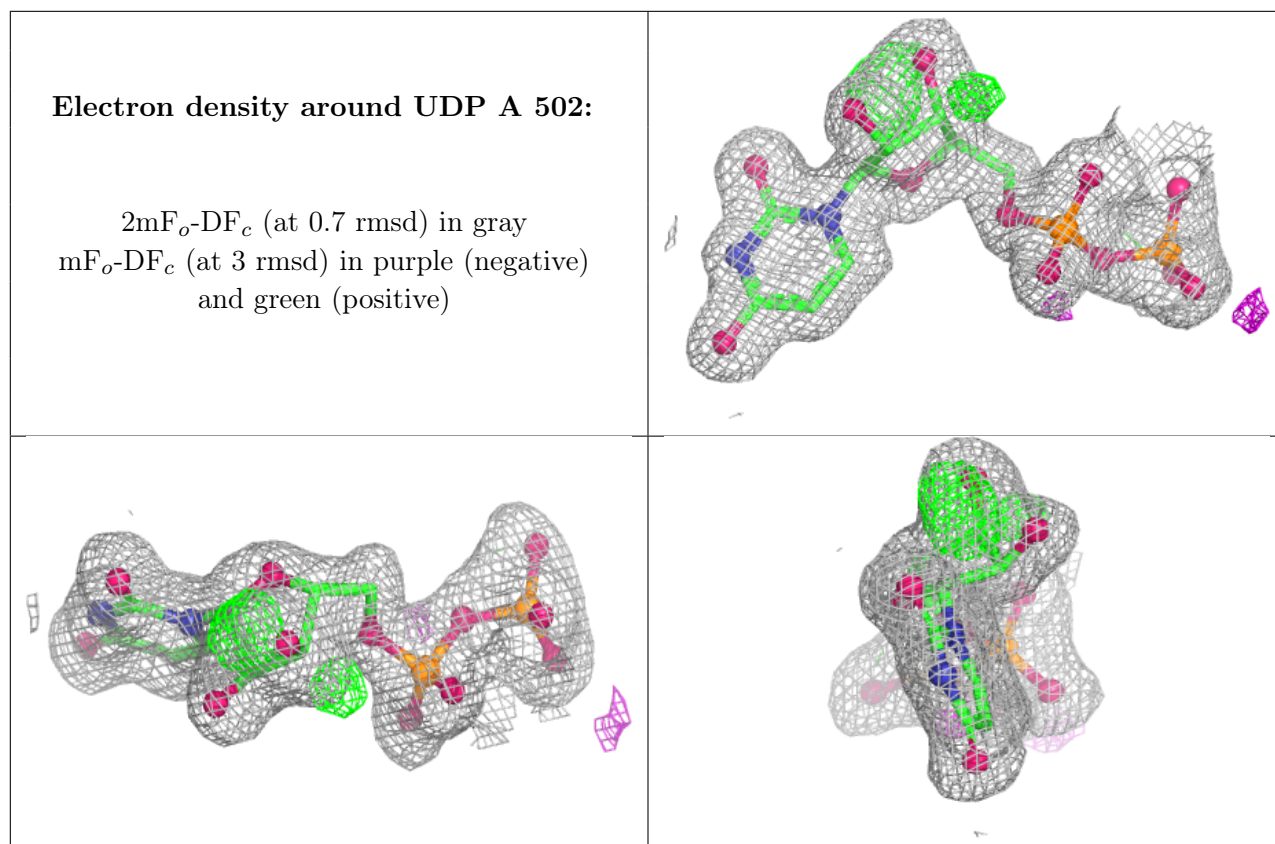 Electron density around UDP A 502:
2mFo-DFc (at 0.7 rmsd) in gray
mFo-DFc (at 3 rmsd) in purple (negative)
and green (positive)